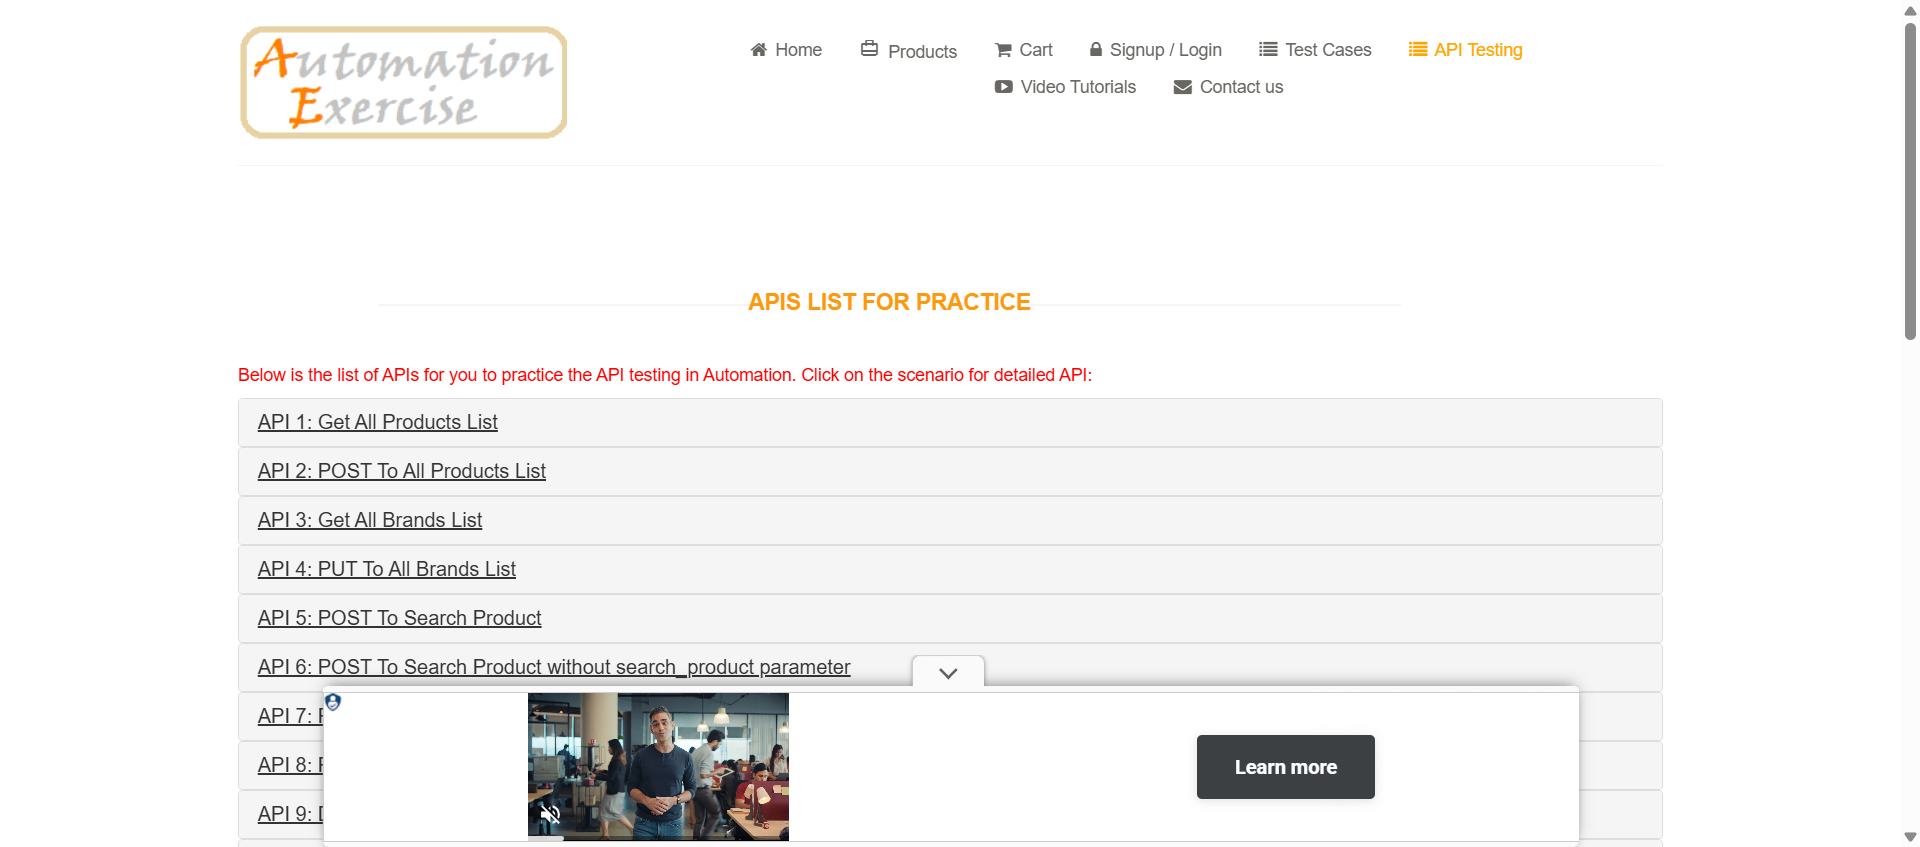 Automation
Exercise
Home Products Cart Signup / Login Test Cases API Testing
Video Tutorials Contact us
APIS LIST FOR PRACTICE
Below is the list of APIs for you to practice the API testing in Automation. Click on the scenario for detailed API:
API 1: Get All Products List
API 2: POST To All Products List
API 3: Get All Brands List
API 4: PUT To All Brands List
API 5: POST To Search Product
API 6: POST To Search Product without search_product parameter
API 7:
API 8:
API 9:
Learn more